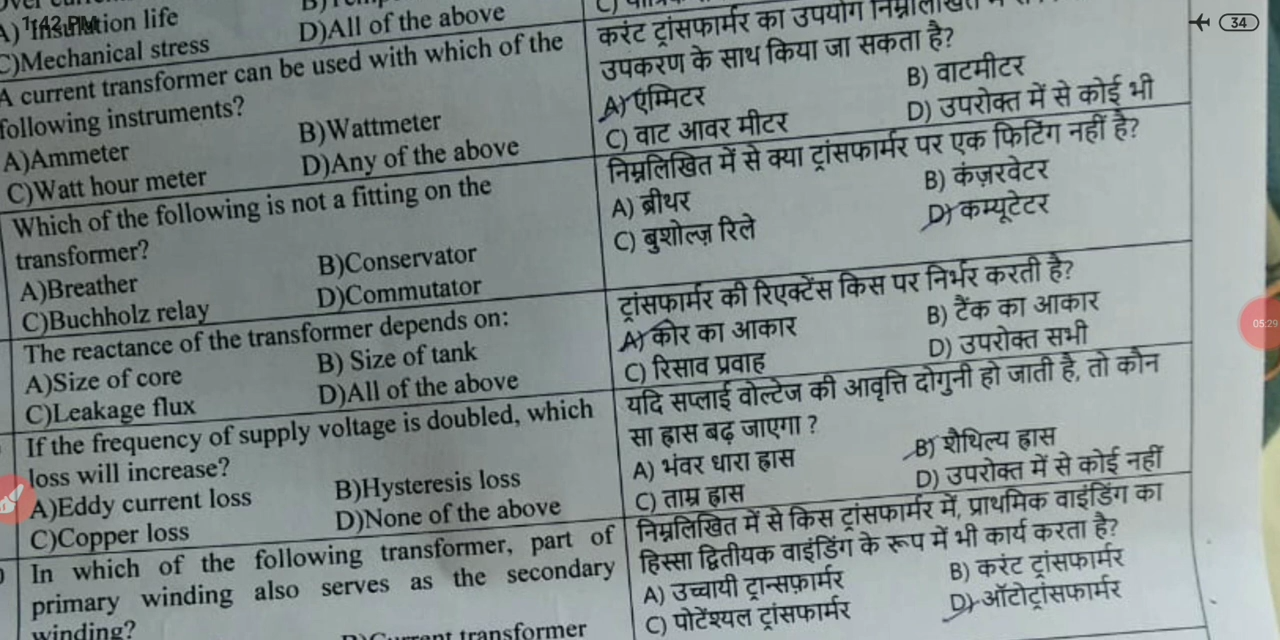 1:42 PM
34
A) Insulation life
D)All of the above
C)Mechanical stress
A current transformer can be used with which of the
following instruments?
A)Ammeter
B)Wattmeter
C)Watt hour meter
D)Any of the above
Which of the following is not a fitting on the
transformer?
A)Breather
B)Conservator
C)Buchholz relay
D)Commutator
The reactance of the transformer depends on:
A)Size of core
B) Size of tank
C)Leakage flux
D)All of the above
If the frequency of supply voltage is doubled, which
loss will increase?
A)Eddy current loss
B)Hysteresis loss
C)Copper loss
D)None of the above
In which of the following transformer, part of
primary winding also serves as the secondary
winding?
B)Current transformer
करंट ट्रांसफार्मर का उपयोग निम्नलिखित में
उपकरण के साथ किया जा सकता है?
A) एम्मिटर
B) वाटमीटर
C) वाट आवर मीटर
D) उपरोक्त में से कोई भी
निम्नलिखित में से क्या ट्रांसफार्मर पर एक फिटिंग नहीं है?
A) ब्रीथर
B) कंज़रवेटर
C) बुशोल्ज़ रिले
D) कम्यूटेटर
ट्रांसफार्मर की रिएक्टेंस किस पर निर्भर करती है?
A) कोर का आकार
B) टैंक का आकार
C) रिसाव प्रवाह
D) उपरोक्त सभी
यदि सप्लाई वोल्टेज की आवृत्ति दोगुनी हो जाती है, तो कौन
सा ह्रास बढ़ जाएगा ?
A) भंवर धारा ह्रास
B) शैथिल्य ह्रास
C) ताम्र ह्रास
D) उपरोक्त में से कोई नहीं
निम्नलिखित में से किस ट्रांसफार्मर में, प्राथमिक वाइंडिंग का
हिस्सा द्वितीयक वाइंडिंग के रूप में भी कार्य करता है?
A) उच्चायी ट्रान्सफ़ार्मर
B) करंट ट्रांसफार्मर
C) पोटेंश्यल ट्रांसफार्मर
D) ऑटोट्रांसफार्मर
05:29